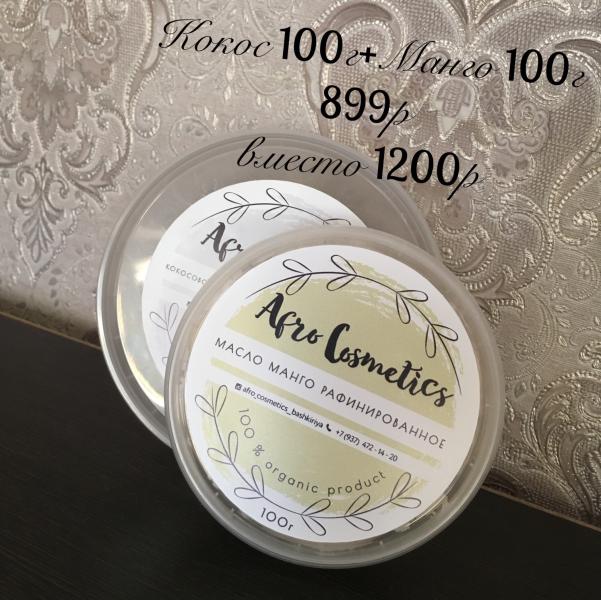 Кокос 100г+Манго 100г
899р
вместо 1200р
КОКОСОВО
Afro Cosmetics
МАСЛО МАНГО РАФИНИРОВАННОЕ
afro_cosmetics_bashkiriya +7 (937) 472 - 14 - 20
100 % organic product
100г